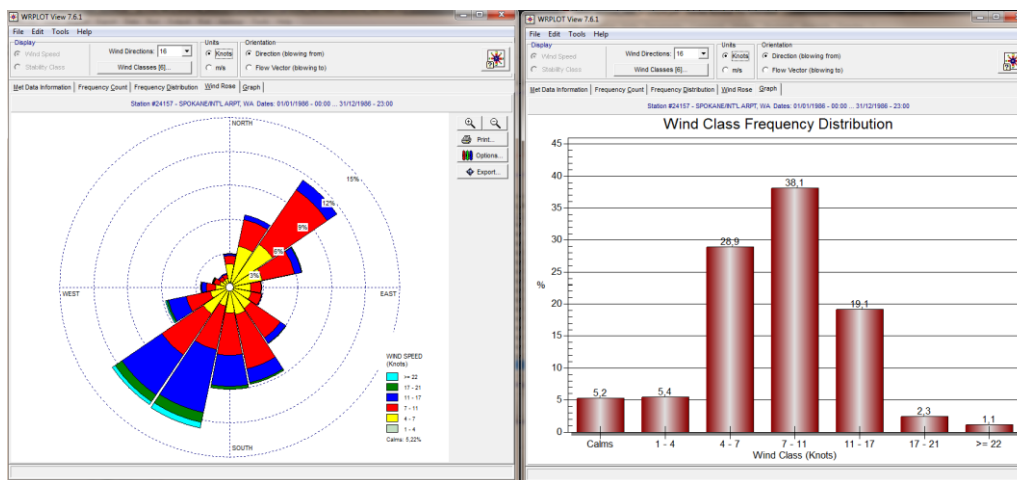 WRPLOT View 7.6.1
File Edit Tools Help
Display
Wind Speed
Stability Class
Wind Directions: 16
Wind Classes [6]...
Units
Knots
m/s
Orientation
Direction (blowing from)
Flow Vector (blowing to)
Met Data Information Frequency Count Frequency Distribution Wind Rose Graph
Station #24157 - SPOKANE/INT'L ARPT, WA Dates: 01/01/1986 - 00:00 ... 31/12/1986 - 23:00
NORTH
15%
12%
9%
6%
3%
WEST
EAST
SOUTH
Print...
Options...
Export...
WIND SPEED
(Knots)
>= 22
17 - 21
11 - 17
7 - 11
4 - 7
1 - 4
Calms: 5,22%
WRPLOT View 7.6.1
File Edit Tools Help
Display
Wind Speed
Stability Class
Wind Directions: 16
Wind Classes [6]...
Units
Knots
m/s
Orientation
Direction (blowing from)
Flow Vector (blowing to)
Met Data Information Frequency Count Frequency Distribution Wind Rose Graph
Station #24157 - SPOKANE/INT'L ARPT, WA Dates: 01/01/1986 - 00:00 ... 31/12/1986 - 23:00
Wind Class Frequency Distribution
45
40
35
30
25
%
20
15
10
5
0
5,2
5,4
28,9
38,1
19,1
2,3
1,1
Calms 1 - 4 4 - 7 7 - 11 11 - 17 17 - 21 >= 22
Wind Class (Knots)